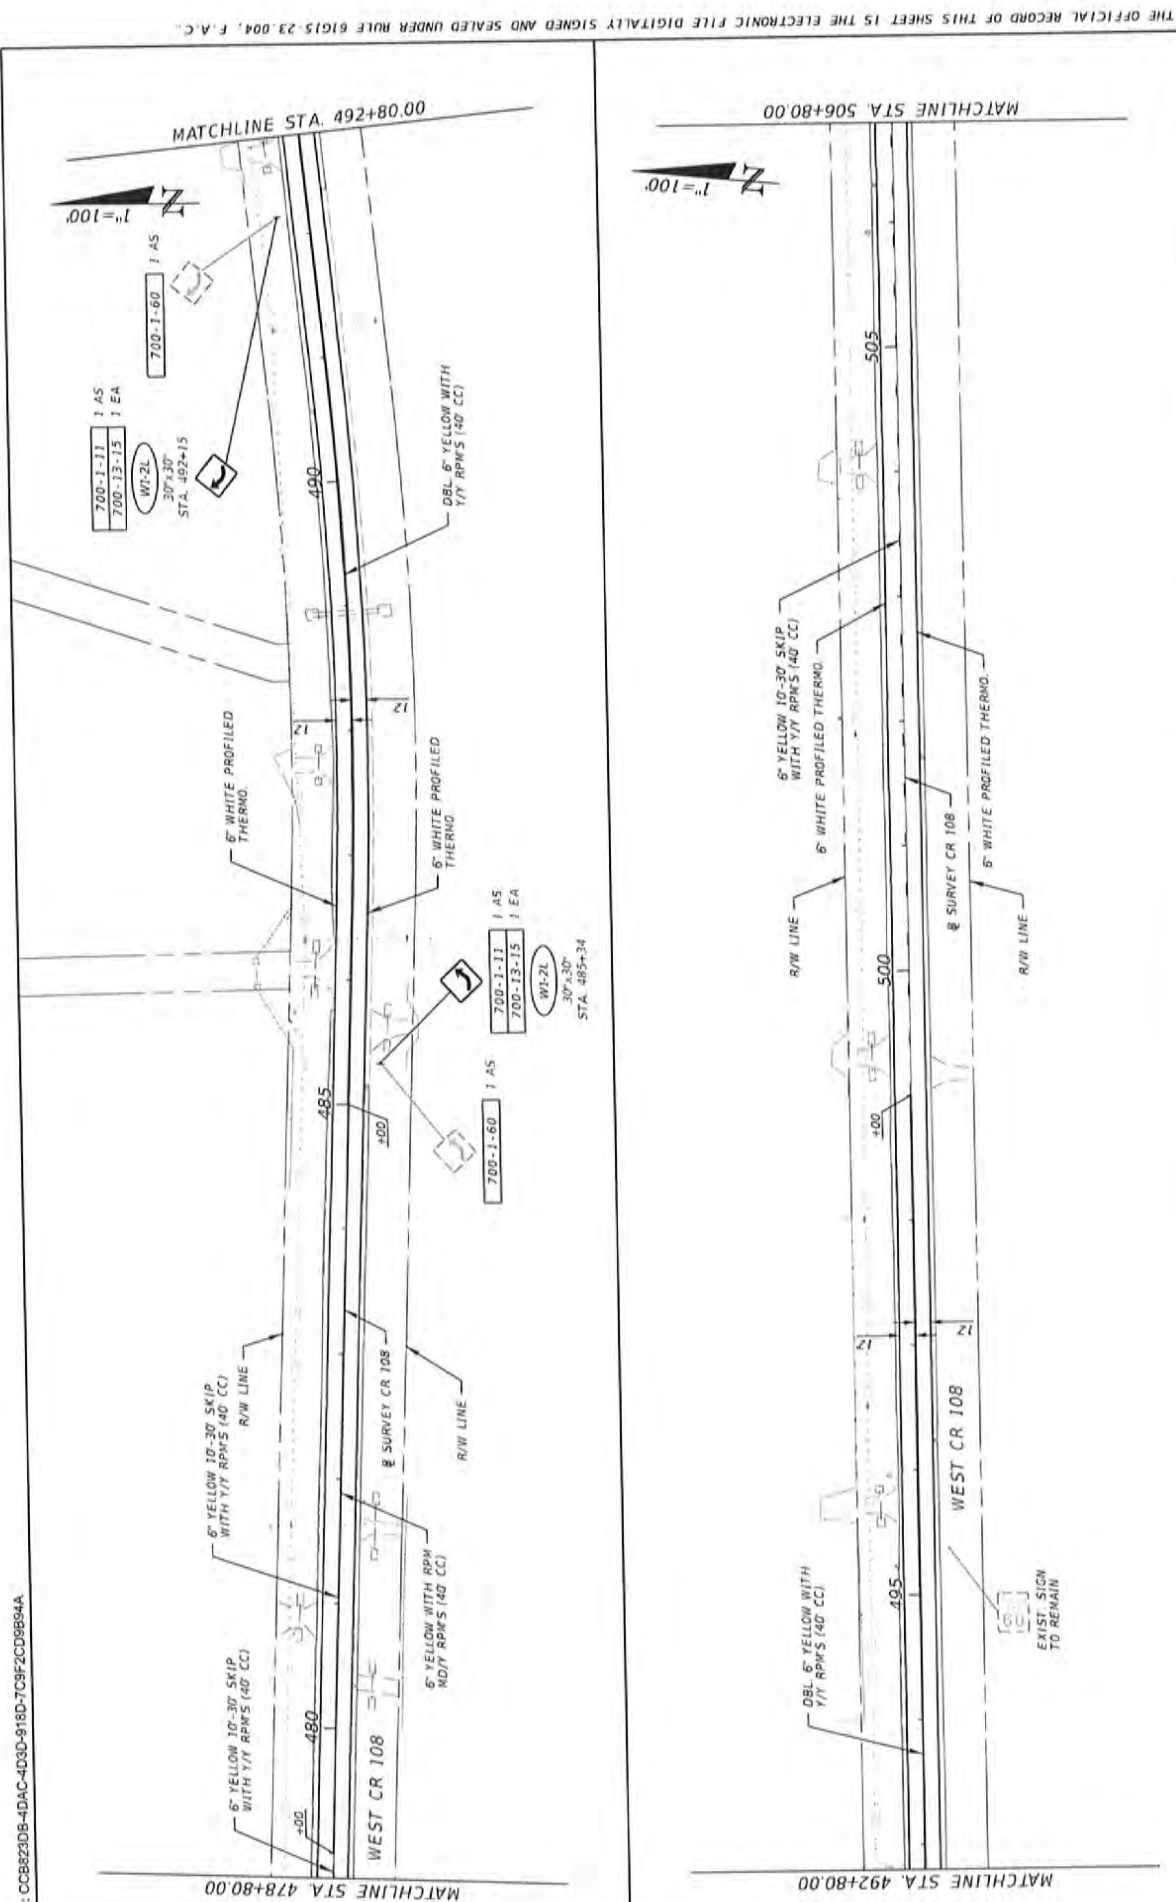 THE OFFICIAL RECORD OF THIS SHEET IS THE ELECTRONIC FILE DIGITALLY SIGNED AND SEALED UNDER RULE 61G15-23.004, F.A.C.
: CCB823DB-4DAC-4D3D-918D-7C9F2CD9B94A
MATCHLINE STA. 478+80.00
+00
6" YELLOW 10'-30' SKIP
WITH Y/Y RPM'S (40' CC)
480
WEST CR 108
6" YELLOW 10'-30' SKIP
WITH Y/Y RPM'S (40' CC)
6" YELLOW WITH RPM
MD/Y RPM'S (40' CC)
R/W LINE
SURVEY CR 108
R/W LINE
485
+00
700-1-60 1 AS
700-1-11 1 AS
700-13-15 1 EA
W1-2L
30"x30"
STA. 485+34
6" WHITE PROFILED
THERMO.
6" WHITE PROFILED
THERMO.
12
12
490
DBL. 6" YELLOW WITH
Y/Y RPM'S (40' CC)
700-1-11 1 AS
700-13-15 1 EA
W1-2L
30"x30"
STA. 492+15
700-1-60 1 AS
N
1"=100'
MATCHLINE STA. 492+80.00
MATCHLINE STA. 492+80.00
DBL. 6" YELLOW WITH
Y/Y RPM'S (40' CC)
495
EXIST. SIGN
TO REMAIN
WEST CR 108
12
12
+00
500
R/W LINE
R/W LINE
SURVEY CR 108
6" WHITE PROFILED THERMO.
6" WHITE PROFILED THERMO.
6" YELLOW 10'-30' SKIP
WITH Y/Y RPM'S (40' CC)
505
N
1"=100'
MATCHLINE STA. 506+80.00